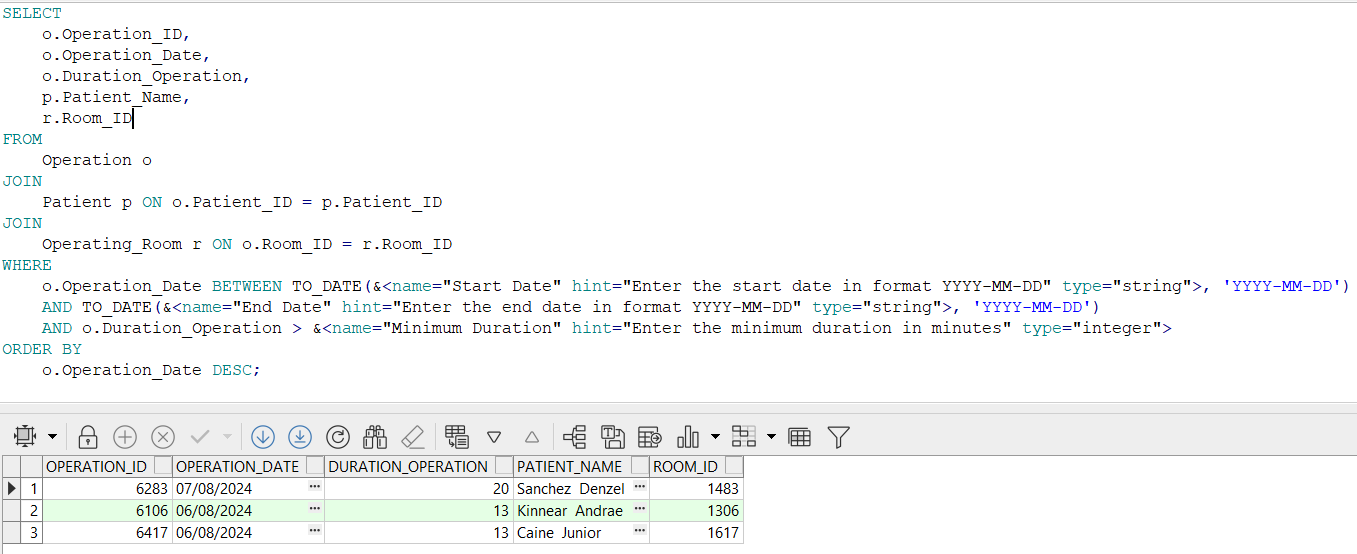 SELECT
o.Operation_ID,
o.Operation_Date,
o.Duration_Operation,
p.Patient_Name,
r.Room_ID
FROM
Operation o
JOIN
Patient p ON o.Patient_ID = p.Patient_ID
JOIN
Operating_Room r ON o.Room_ID = r.Room_ID
WHERE
o.Operation_Date BETWEEN TO_DATE(&<name="Start Date" hint="Enter the start date in format YYYY-MM-DD" type="string">, 'YYYY-MM-DD')
AND TO_DATE(&<name="End Date" hint="Enter the end date in format YYYY-MM-DD" type="string">, 'YYYY-MM-DD')
AND o.Duration_Operation > &<name="Minimum Duration" hint="Enter the minimum duration in minutes" type="integer">
ORDER BY
o.Operation_Date DESC;
OPERATION_ID OPERATION_DATE DURATION_OPERATION PATIENT_NAME ROOM_ID
1 6283 07/08/2024 ··· 20 Sanchez Denzel ··· 1483
2 6106 06/08/2024 ··· 13 Kinnear Andrae ··· 1306
3 6417 06/08/2024 ··· 13 Caine Junior ··· 1617